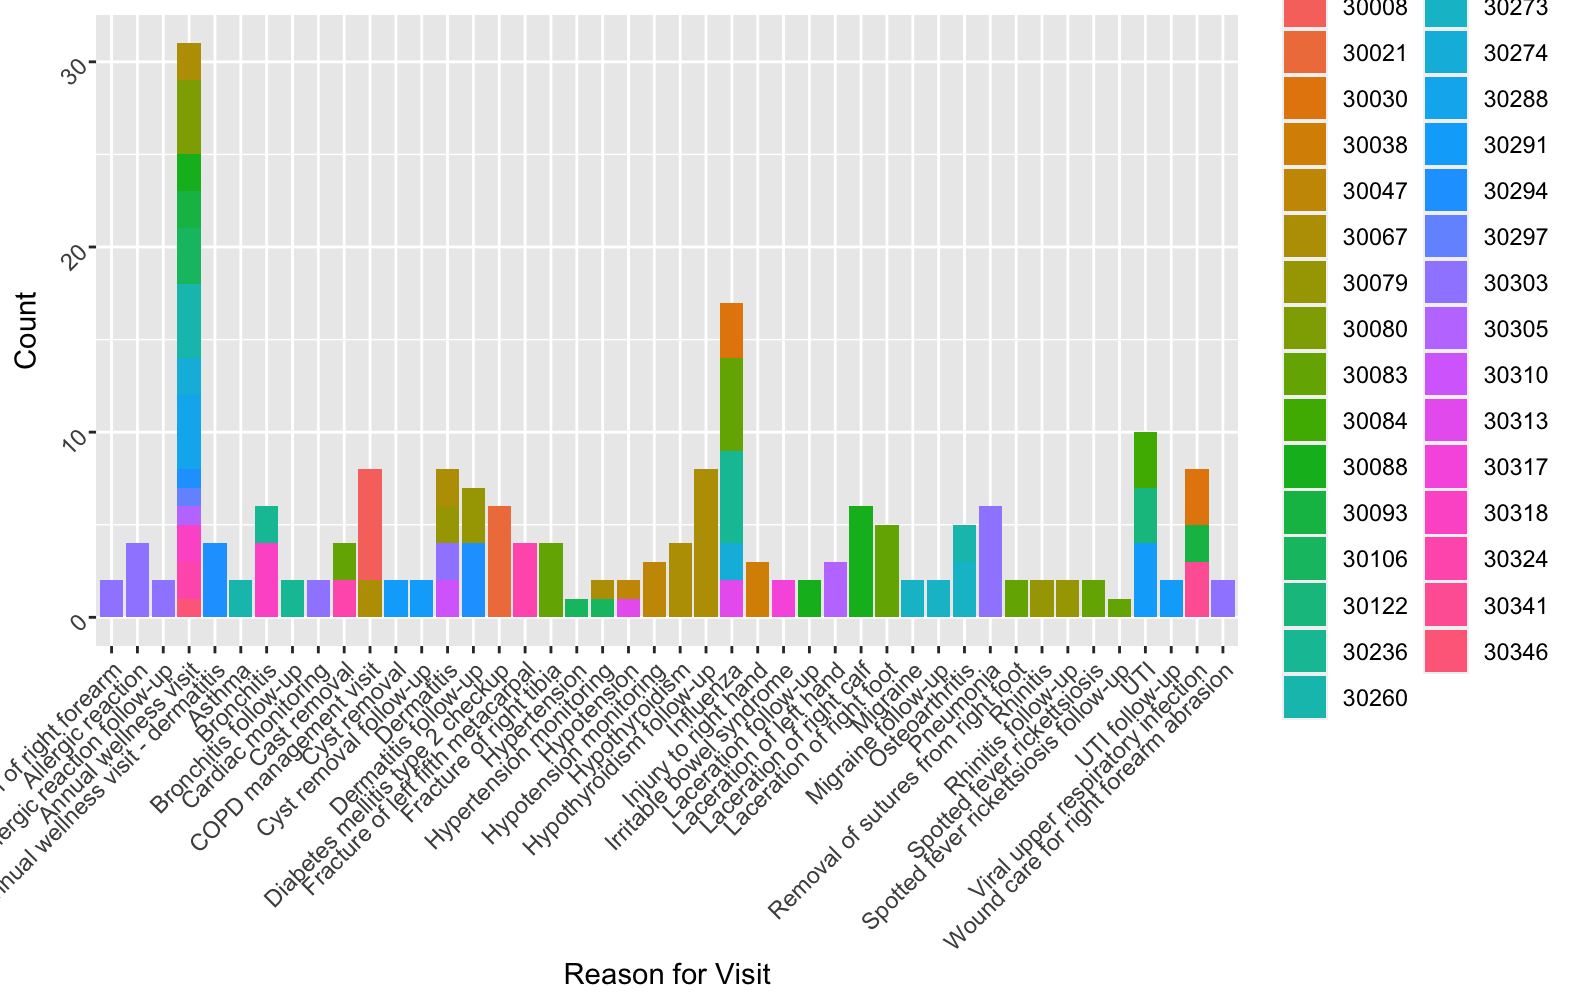 Count
30
20
10
0
of right forearm
Allergic reaction
ergic reaction follow-up
Annual wellness visit
nual wellness visit - dermatitis
Asthma
Bronchitis
Bronchitis follow-up
Cardiac monitoring
Cast removal
COPD management visit
Cyst removal
Cyst removal follow-up
Dermatitis
Dermatitis follow-up
Diabetes mellitis type 2 checkup
Fracture of left fifth metacarpal
Fracture of right tibia
Hypertension
Hypertension monitoring
Hypotension
Hypotension monitoring
Hypothyroidism
Hypothyroidism follow-up
Influenza
Injury to right hand
Irritable bowel syndrome
Laceration follow-up
Laceration of left hand
Laceration of right calf
Laceration of right foot
Migraine
Migraine follow-up
Osteoparthritis
Pneumonia
Removal of sutures from right foot
Rhinitis
Rhinitis follow-up
Spotted fever rickettsiosis
Spotted fever rickettsiosis follow-up
UTI
UTI follow-up
Viral upper respiratory infection
Wound care for right forearm abrasion
Reason for Visit
30008
30021
30030
30038
30047
30067
30079
30080
30083
30084
30088
30093
30106
30122
30236
30260
30273
30274
30288
30291
30294
30297
30303
30305
30310
30313
30317
30318
30324
30341
30346